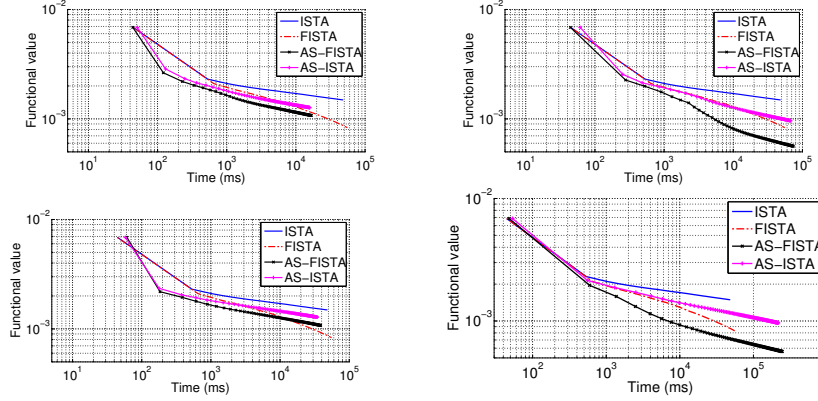 10^-2
10^-3
Functional value
ISTA
FISTA
AS-FISTA
AS-ISTA
10^1 10^2 10^3 10^4 10^5
Time (ms)
10^-2
10^-3
Functional value
ISTA
FISTA
AS-FISTA
AS-ISTA
10^1 10^2 10^3 10^4 10^5
Time (ms)
10^-2
10^-3
Functional value
ISTA
FISTA
AS-FISTA
AS-ISTA
10^1 10^2 10^3 10^4 10^5
Time (ms)
10^-2
10^-3
Functional value
ISTA
FISTA
AS-FISTA
AS-ISTA
10^2 10^3 10^4 10^5
Time (ms)